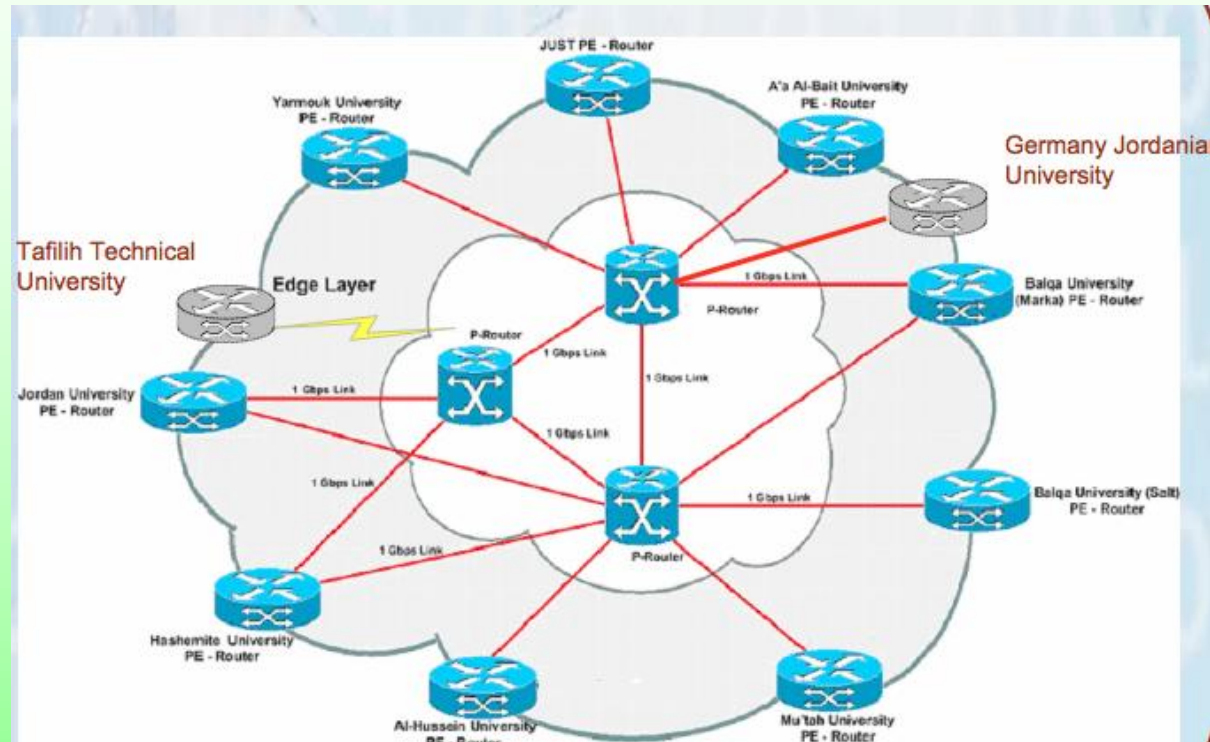 JUST PE - Router
Yarmouk University
PE - Router
A'a Al-Bait University
PE - Router
Germany Jordania
University
Tafilih Technical
University
Edge Layer
1 Gbps Link
Balqa University
(Marka) PE - Router
P-Router
P-Router
1 Gbps Link
1 Gbps Link
Jordan University
PE - Router
1 Gbps Link
1 Gbps Link
1 Gbps Link
1 Gbps Link
Balqa University (Salt)
PE - Router
1 Gbps Link
P-Router
Hashemite University
PE - Router
Al-Hussein University
PE - Router
Mu'tah University
PE - Router